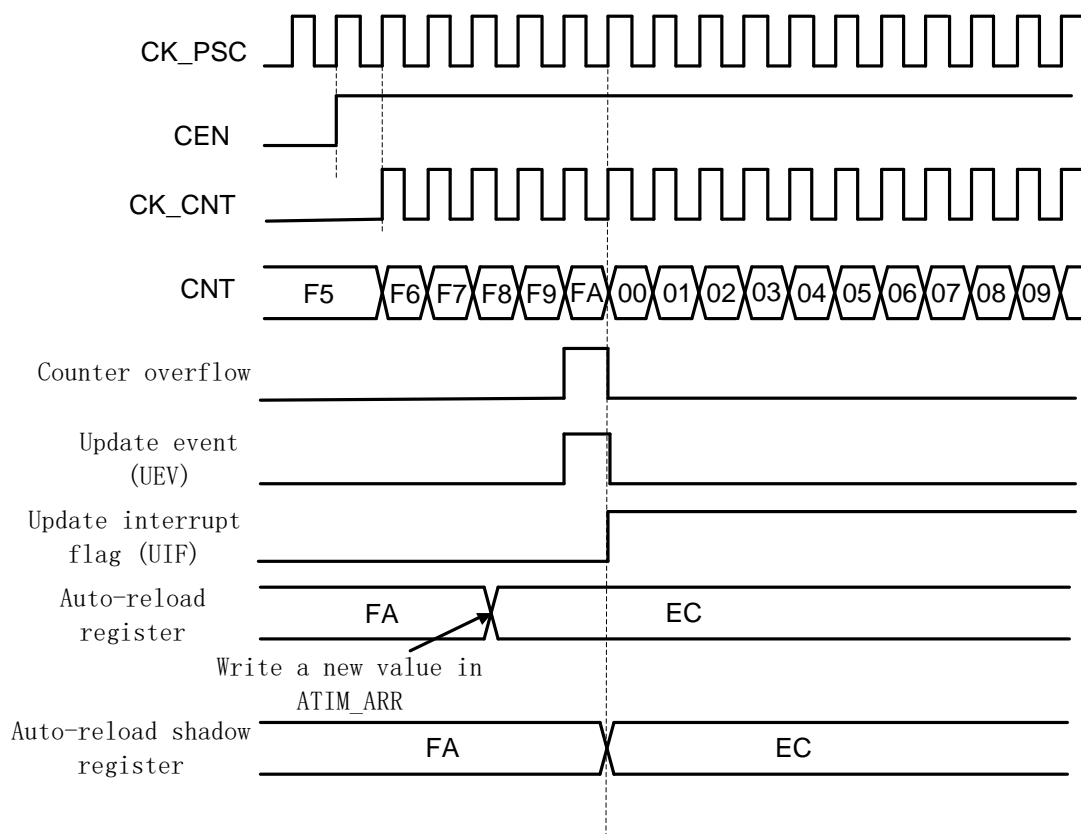 CK_PSC
CEN
CK_CNT
CNT F5 F6 F7 F8 F9 FA 00 01 02 03 04 05 06 07 08 09
Counter overflow
Update event
(UEV)
Update interrupt
flag (UIF)
Auto-reload
register
FA EC
Write a new value in
ATIM_ARR
Auto-reload shadow
register
FA EC